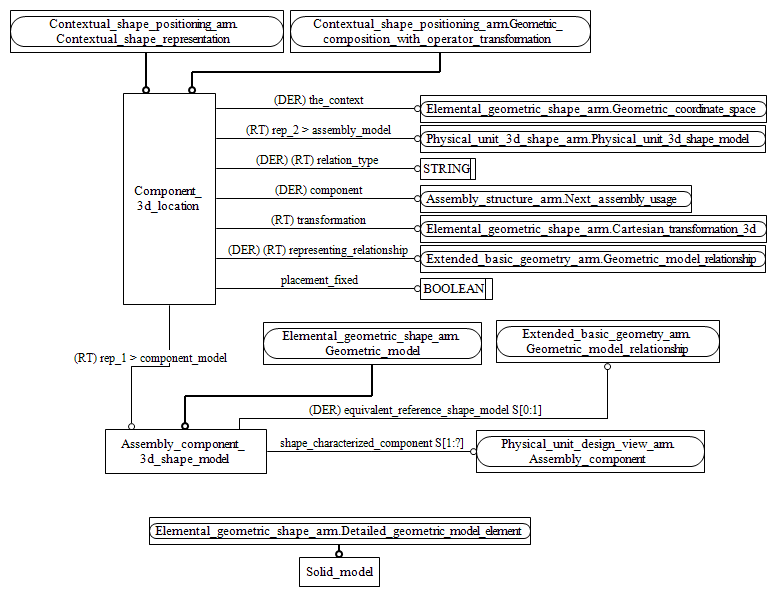 Contextual_shape_positioning_arm.
Contextual_shape_representation
Contextual_shape_positioning_arm.Geometric_
composition_with_operator_transformation
(DER) the_context
Elemental_geometric_shape_arm.Geometric_coordinate_space
(RT) rep_2 > assembly_model
Physical_unit_3d_shape_arm.Physical_unit_3d_shape_model
(DER) (RT) relation_type
STRING
Component_
3d_location
(DER) component
Assembly_structure_arm.Next_assembly_usage
(RT) transformation
Elemental_geometric_shape_arm.Cartesian_transformation_3d
(DER) (RT) representing_relationship
Extended_basic_geometry_arm.Geometric_model_relationship
placement_fixed
BOOLEAN
Elemental_geometric_shape_arm.
Geometric_model
Extended_basic_geometry_arm.
Geometric_model_relationship
(RT) rep_1 > component_model
(DER) equivalent_reference_shape_model S[0:1]
Assembly_component_
3d_shape_model
shape_characterized_component S[1:?]
Physical_unit_design_view_arm.
Assembly_component
Elemental_geometric_shape_arm.Detailed_geometric_model_element
Solid_model